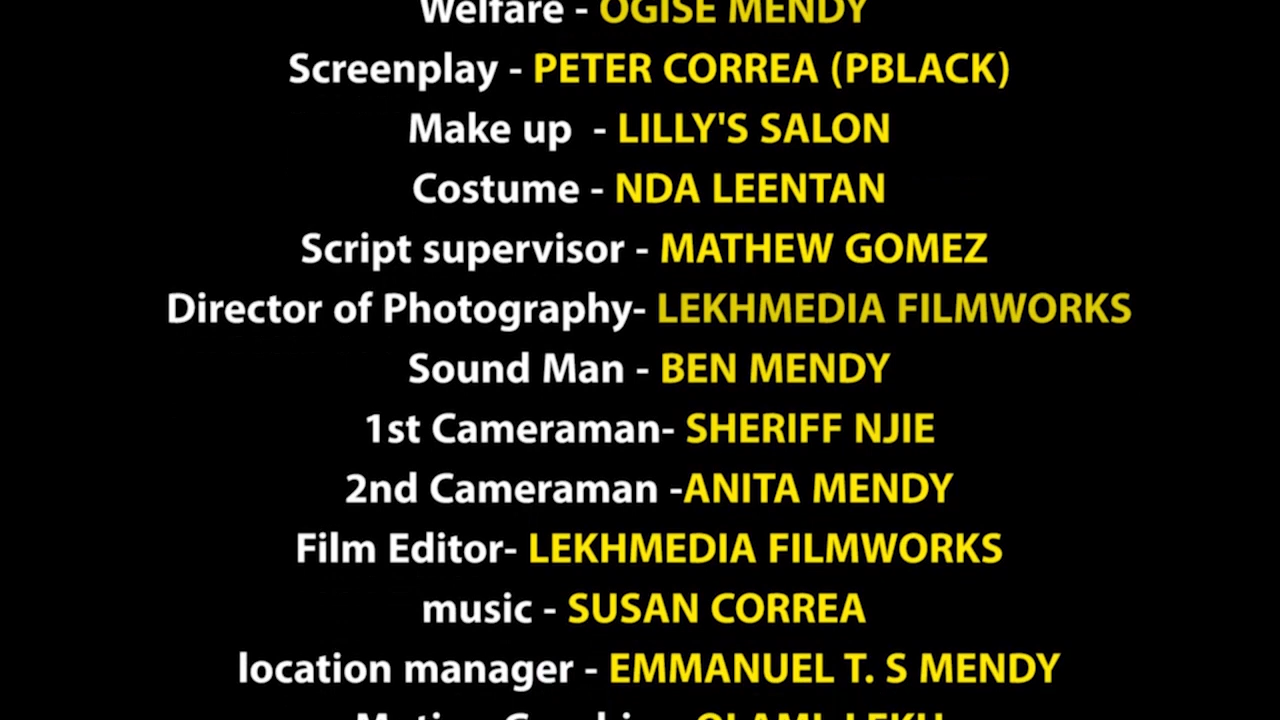 Welfare - OGISE MENDY
Screenplay - PETER CORREA (PBLACK)
Make up  - LILLY'S SALON
Costume - NDA LEENTAN
Script supervisor - MATHEW GOMEZ
Director of Photography- LEKHMEDIA FILMWORKS
Sound Man - BEN MENDY
1st Cameraman- SHERIFF NJIE
2nd Cameraman -ANITA MENDY
Film Editor- LEKHMEDIA FILMWORKS
music - SUSAN CORREA
location manager - EMMANUEL T. S MENDY